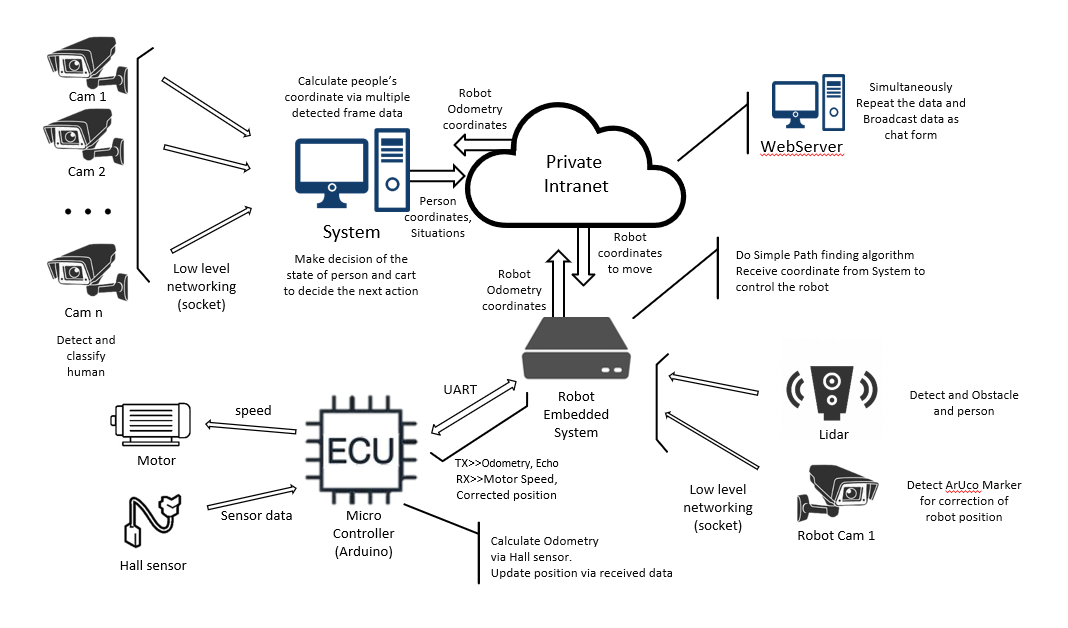 Cam 1
Cam 2
• • •
Cam n
Detect and
classify
human
Low level
networking
(socket)
Calculate people's
coordinate via multiple
detected frame data
System
Make decision of the
state of person and cart
to decide the next action
Robot
Odometry
coordinates
Person
coordinates,
Situations
Private
Intranet
WebServer
Simultaneously
Repeat the data and
Broadcast data as
chat form
Robot
coordinates
to move
Robot
Odometry
coordinates
Do Simple Path finding algorithm
Receive coordinate from System to
control the robot
Robot
Embedded
System
UART
TX>>Odometry, Echo
RX>>Motor Speed,
Corrected position
speed
Motor
ECU
Sensor data
Hall sensor
Micro
Controller
(Arduino)
Calculate Odometry
via Hall sensor.
Update position via received data
Lidar
Detect and Obstacle
and person
Low level
networking
(socket)
Robot Cam 1
Detect ArUco Marker
for correction of
robot position